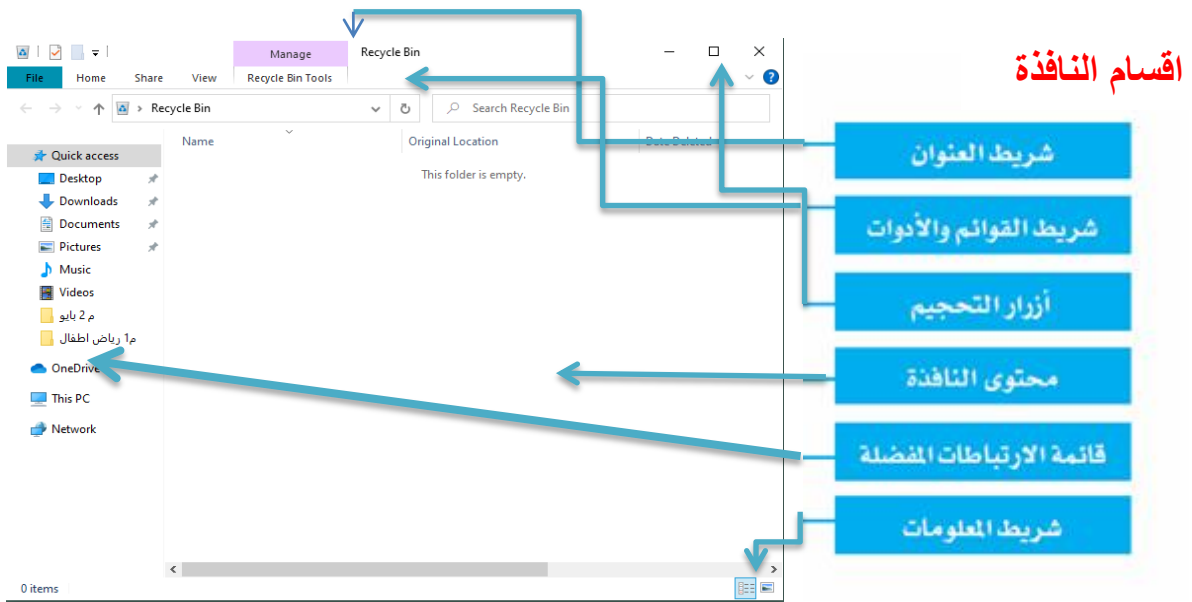 Manage
Recycle Bin
اقسام النافذة
File Home Share View Recycle Bin Tools
Recycle Bin
Search Recycle Bin
Name Original Location Date Deleted
This folder is empty.
Quick access
Desktop
Downloads
Documents
Pictures
Music
Videos
م 2 بايو
م1 رياض اطفال
OneDrive
This PC
Network
0 items
شريط العنوان
شريط القوائم والأدوات
أزرار التحجيم
محتوى النافذة
قائمة الارتباطات المفضلة
شريط المعلومات